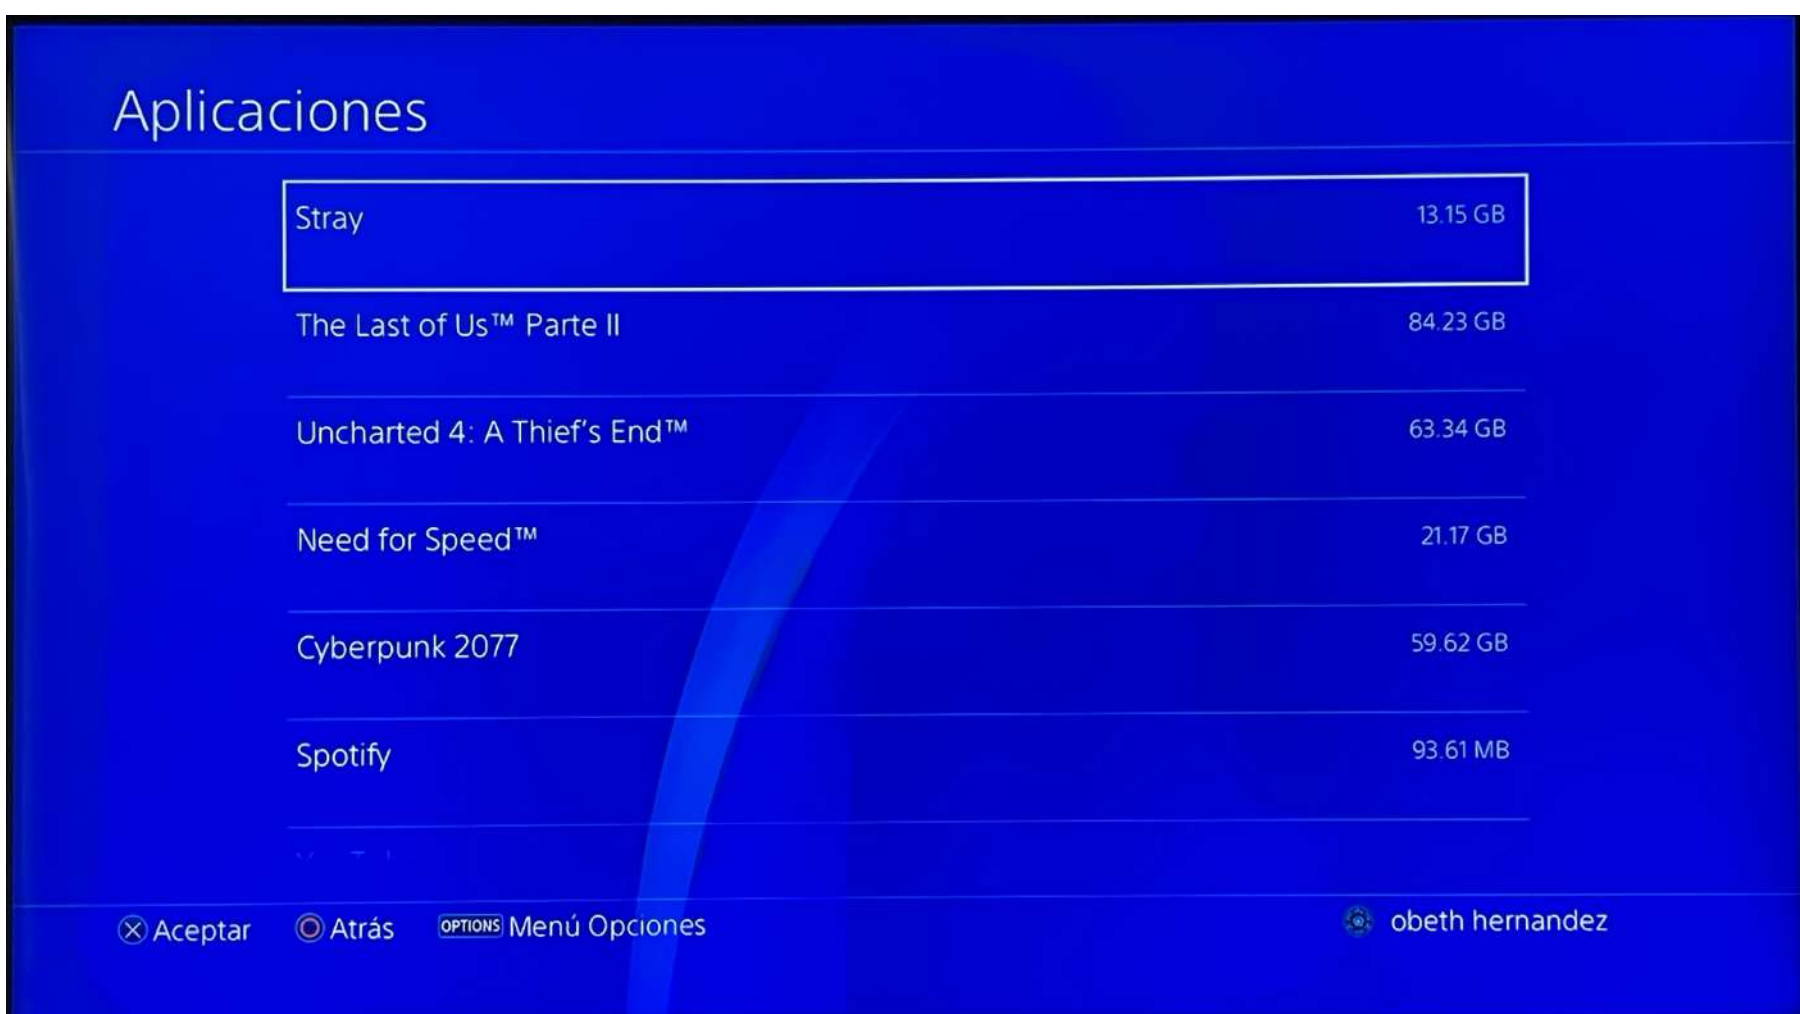 Aplicaciones
Stray 13.15 GB
The Last of Us™ Parte II 84.23 GB
Uncharted 4: A Thief's End™ 63.34 GB
Need for Speed™ 21.17 GB
Cyberpunk 2077 59.62 GB
Spotify 93.61 MB
Aceptar Atrás OPTIONS Menú Opciones obeth hernandez